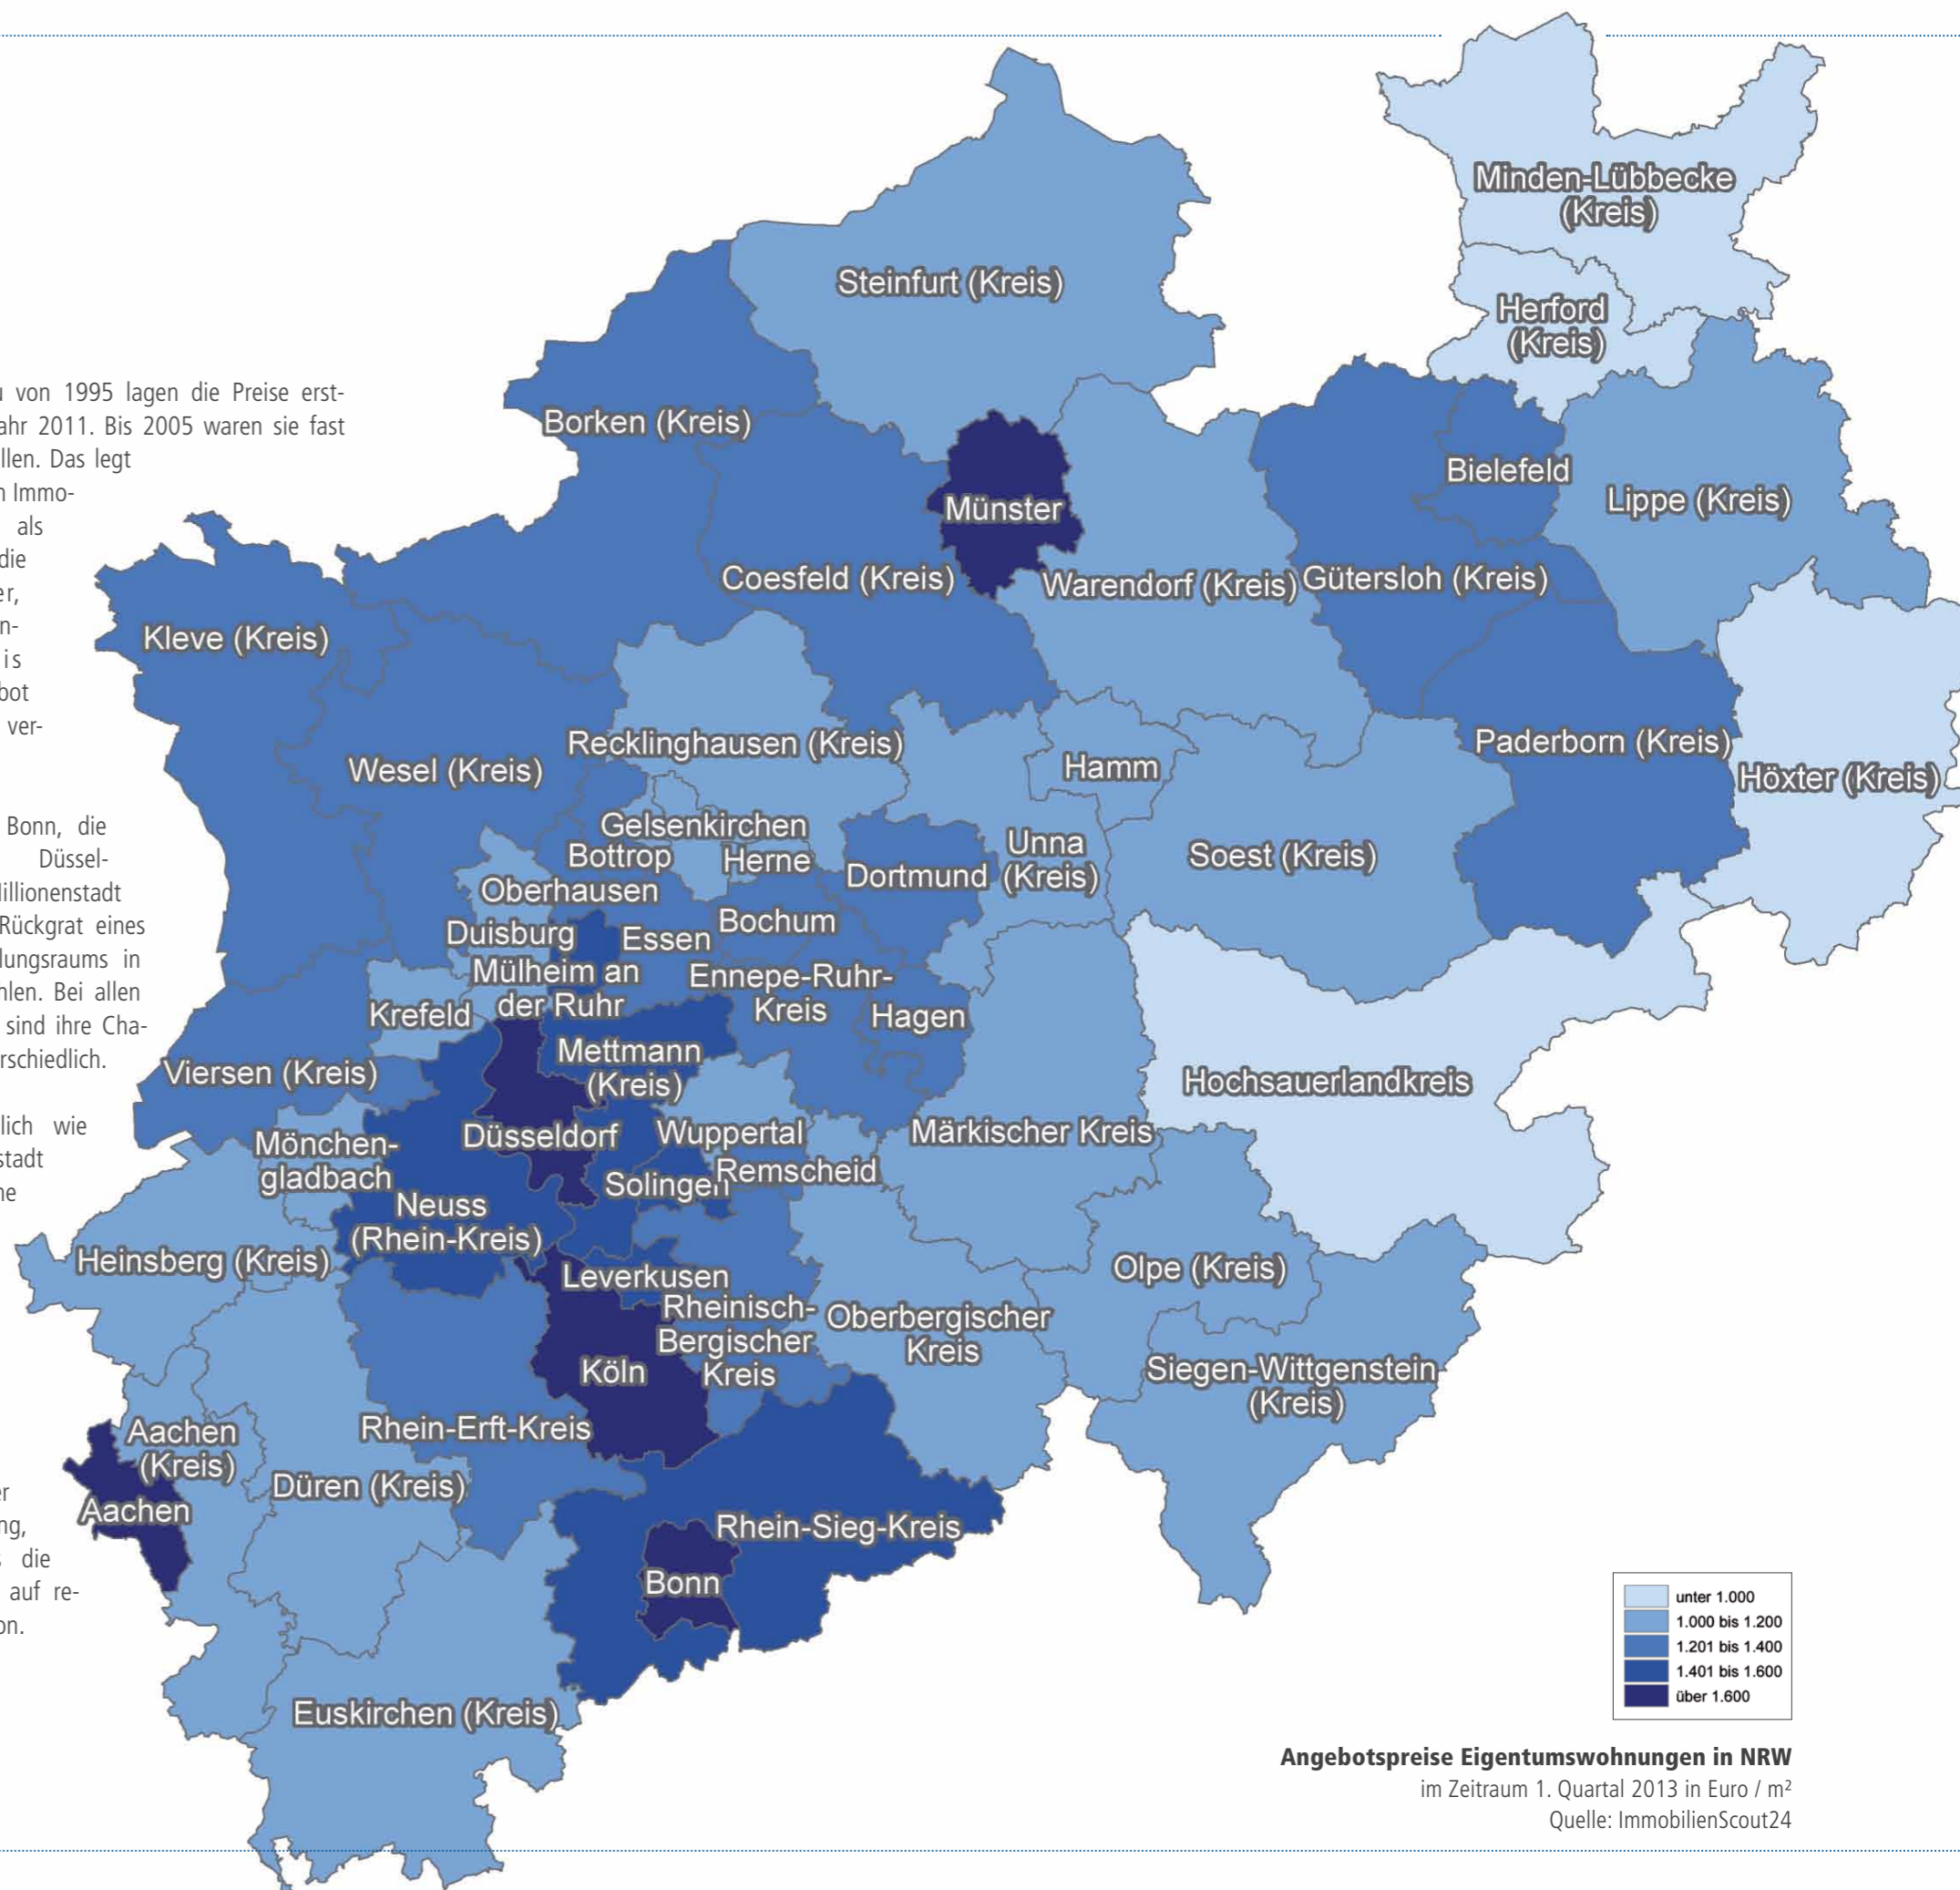 u von 1995 lagen die Preise erst-
ahr 2011. Bis 2005 waren sie fast
llen. Das legt
n Immo-
als
die
er,
n-
is
bot
ver-
Bonn, die
Düssel-
Millionenstadt
Rückgrat eines
lungsraums in
hlen. Bei allen
sind ihre Cha-
erschiedlich.
lich wie
stadt
ne
er
ng,
s die
auf re-
on.
Minden-Lübbecke
(Kreis)
Steinfurt (Kreis)
Herford
(Kreis)
Borken (Kreis)
Bielefeld
Lippe (Kreis)
Münster
Coesfeld (Kreis)
Warendorf (Kreis)
Gütersloh (Kreis)
Kleve (Kreis)
Recklinghausen (Kreis)
Paderborn (Kreis)
Wesel (Kreis)
Hamm
Höxter (Kreis)
Gelsenkirchen
Bottrop
Herne
Unna
(Kreis)
Soest (Kreis)
Dortmund
Oberhausen
Bochum
Duisburg
Essen
Mülheim an
der Ruhr
Ennepe-Ruhr-
Kreis
Krefeld
Hagen
Mettmann
(Kreis)
Viersen (Kreis)
Hochsauerlandkreis
Mönchen-
gladbach
Düsseldorf
Wuppertal
Märkischer Kreis
Solingen
Remscheid
Neuss
(Rhein-Kreis)
Heinsberg (Kreis)
Leverkusen
Olpe (Kreis)
Rheinisch-
Bergischer
Kreis
Oberbergischer
Kreis
Köln
Siegen-Wittgenstein
(Kreis)
Aachen
(Kreis)
Rhein-Erft-Kreis
Düren (Kreis)
Aachen
Rhein-Sieg-Kreis
Bonn
Euskirchen (Kreis)
unter 1.000
1.000 bis 1.200
1.201 bis 1.400
1.401 bis 1.600
über 1.600
Angebotspreise Eigentumswohnungen in NRW
im Zeitraum 1. Quartal 2013 in Euro / m²
Quelle: ImmobilienScout24